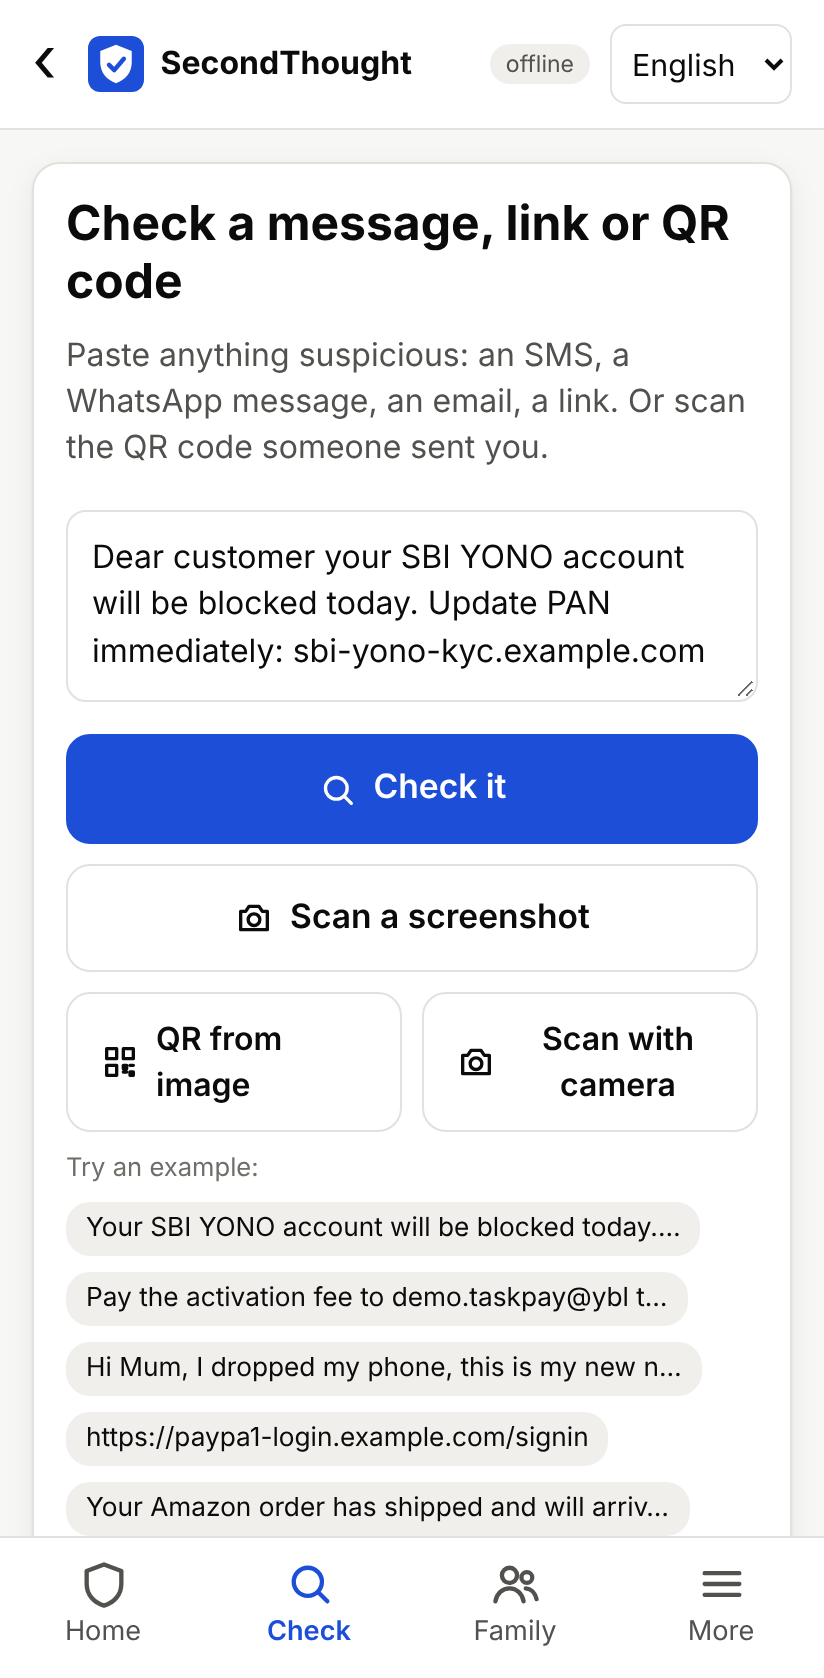 SecondThought
offline
English
Check a message, link or QR
code
Paste anything suspicious: an SMS, a
WhatsApp message, an email, a link. Or scan
the QR code someone sent you.
Dear customer your SBI YONO account
will be blocked today. Update PAN
immediately: sbi-yono-kyc.example.com
Check it
Scan a screenshot
QR from
image
Scan with
camera
Try an example:
Your SBI YONO account will be blocked today....
Pay the activation fee to demo.taskpay@ybl t...
Hi Mum, I dropped my phone, this is my new n...
https://paypa1-login.example.com/signin
Your Amazon order has shipped and will arriv...
Home
Check
Family
More